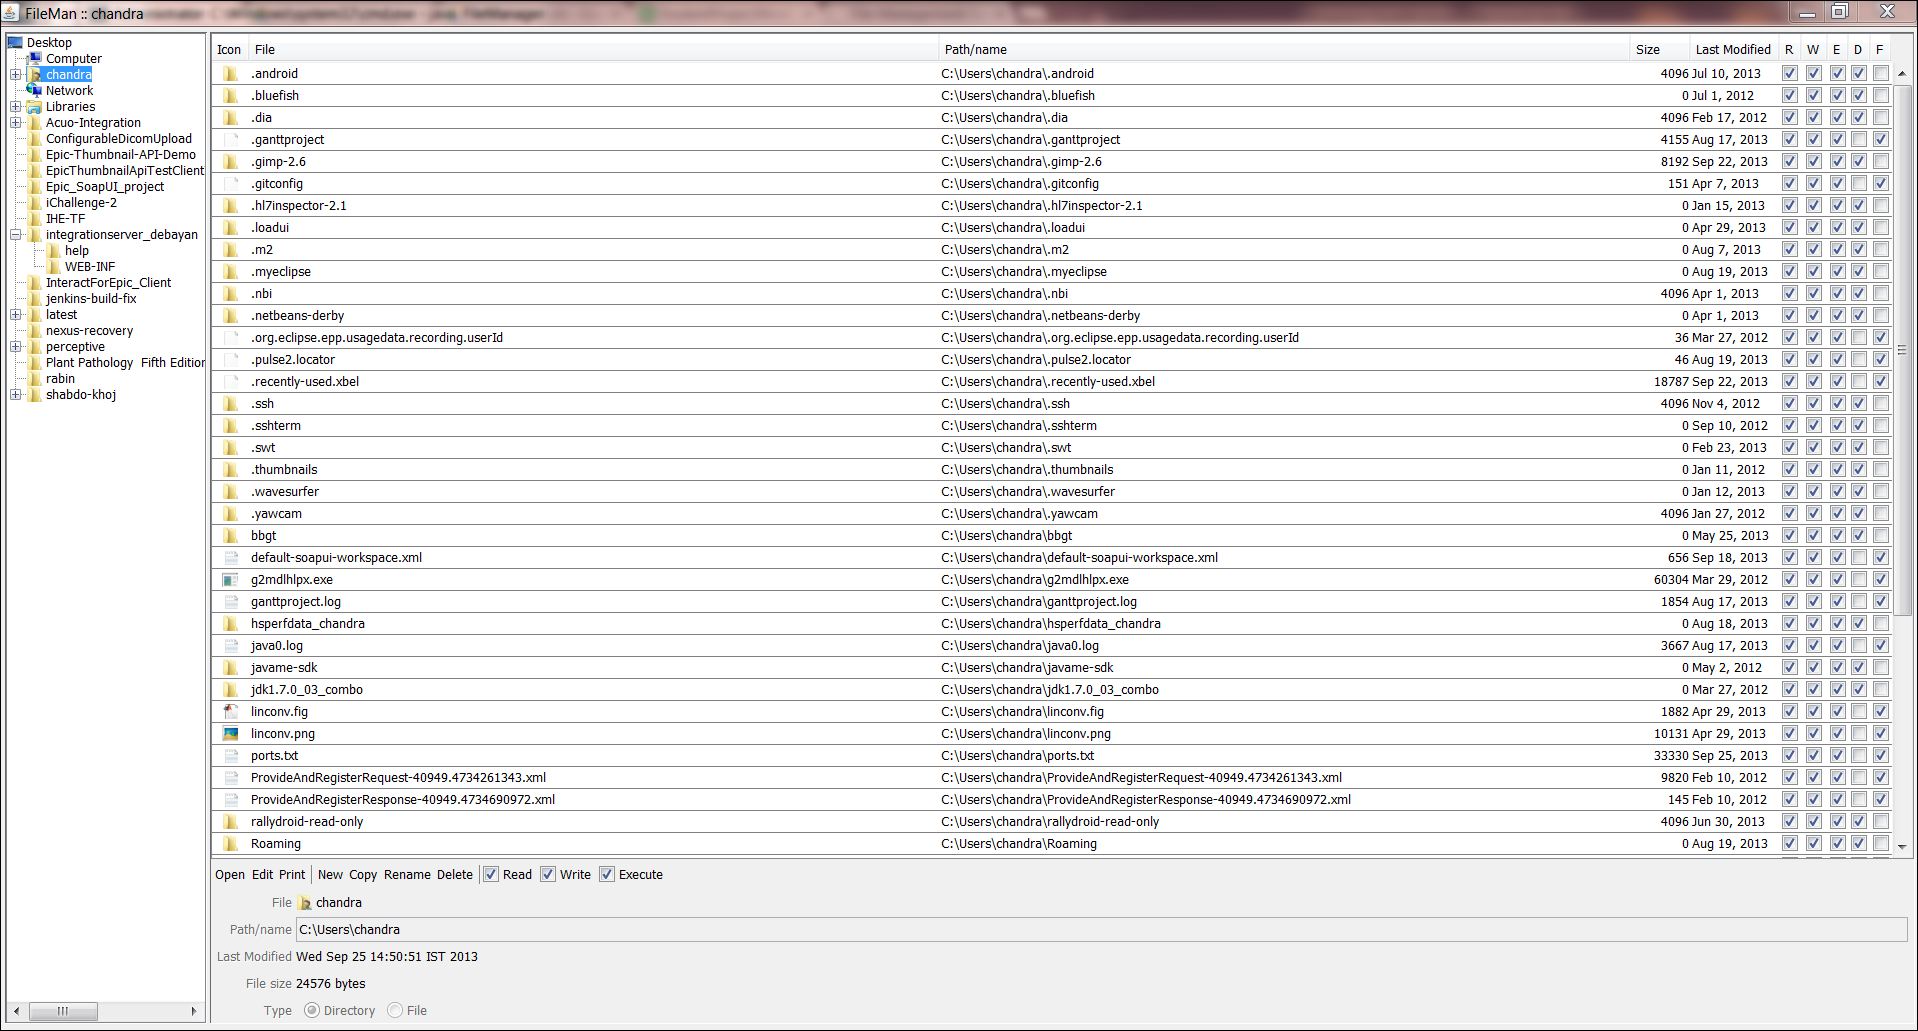 FileMan :: chandra
Desktop
Computer
chandra
Network
Libraries
Acuo-Integration
ConfigurableDicomUpload
Epic-Thumbnail-API-Demo
EpicThumbnailApiTestClient
Epic_SoapUI_project
iChallenge-2
IHE-TF
integrationserver_debayan
help
WEB-INF
InteractForEpic_Client
jenkins-build-fix
latest
nexus-recovery
perceptive
Plant Pathology Fifth Edition
rabin
shabdo-khoj
Icon File Path/name Size Last Modified R W E D F
.android C:\Users\chandra\.android 4096 Jul 10, 2013
.bluefish C:\Users\chandra\.bluefish 0 Jul 1, 2012
.dia C:\Users\chandra\.dia 4096 Feb 17, 2012
.ganttproject C:\Users\chandra\.ganttproject 4155 Aug 17, 2013
.gimp-2.6 C:\Users\chandra\.gimp-2.6 8192 Sep 22, 2013
.gitconfig C:\Users\chandra\.gitconfig 151 Apr 7, 2013
.hl7inspector-2.1 C:\Users\chandra\.hl7inspector-2.1 0 Jan 15, 2013
.loadui C:\Users\chandra\.loadui 0 Apr 29, 2013
.m2 C:\Users\chandra\.m2 0 Aug 7, 2013
.myeclipse C:\Users\chandra\.myeclipse 0 Aug 19, 2013
.nbi C:\Users\chandra\.nbi 4096 Apr 1, 2013
.netbeans-derby C:\Users\chandra\.netbeans-derby 0 Apr 1, 2013
.org.eclipse.epp.usagedata.recording.userId C:\Users\chandra\.org.eclipse.epp.usagedata.recording.userId 36 Mar 27, 2012
.pulse2.locator C:\Users\chandra\.pulse2.locator 46 Aug 19, 2013
.recently-used.xbel C:\Users\chandra\.recently-used.xbel 18787 Sep 22, 2013
.ssh C:\Users\chandra\.ssh 4096 Nov 4, 2012
.sshterm C:\Users\chandra\.sshterm 0 Sep 10, 2012
.swt C:\Users\chandra\.swt 0 Feb 23, 2013
.thumbnails C:\Users\chandra\.thumbnails 0 Jan 11, 2012
.wavesurfer C:\Users\chandra\.wavesurfer 0 Jan 12, 2013
.yawcam C:\Users\chandra\.yawcam 4096 Jan 27, 2012
bbgt C:\Users\chandra\bbgt 0 May 25, 2013
default-soapui-workspace.xml C:\Users\chandra\default-soapui-workspace.xml 656 Sep 18, 2013
g2mdlhlpx.exe C:\Users\chandra\g2mdlhlpx.exe 60304 Mar 29, 2012
ganttproject.log C:\Users\chandra\ganttproject.log 1854 Aug 17, 2013
hsperfdata_chandra C:\Users\chandra\hsperfdata_chandra 0 Aug 18, 2013
java0.log C:\Users\chandra\java0.log 3667 Aug 17, 2013
javame-sdk C:\Users\chandra\javame-sdk 0 May 2, 2012
jdk1.7.0_03_combo C:\Users\chandra\jdk1.7.0_03_combo 0 Mar 27, 2012
linconv.fig C:\Users\chandra\linconv.fig 1882 Apr 29, 2013
linconv.png C:\Users\chandra\linconv.png 10131 Apr 29, 2013
ports.txt C:\Users\chandra\ports.txt 33330 Sep 25, 2013
ProvideAndRegisterRequest-40949.4734261343.xml C:\Users\chandra\ProvideAndRegisterRequest-40949.4734261343.xml 9820 Feb 10, 2012
ProvideAndRegisterResponse-40949.4734690972.xml C:\Users\chandra\ProvideAndRegisterResponse-40949.4734690972.xml 145 Feb 10, 2012
rallydroid-read-only C:\Users\chandra\rallydroid-read-only 4096 Jun 30, 2013
Roaming C:\Users\chandra\Roaming 0 Aug 19, 2013
Open Edit Print New Copy Rename Delete Read Write Execute
File chandra
Path/name C:\Users\chandra
Last Modified Wed Sep 25 14:50:51 IST 2013
File size 24576 bytes
Type Directory File